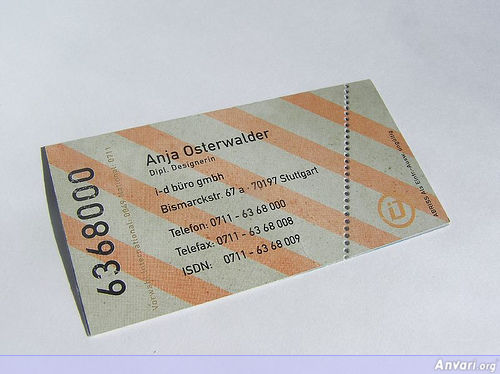 6368000
Anja Osterwalder
Dipl. Designerin
i-d büro gmbh
Bismarckstr. 67 a - 70197 Stuttgart
Telefon: 0711 - 63 68 000
Telefax: 0711 - 63 68 008
ISDN: 0711 - 63 68 009
Anvari.org